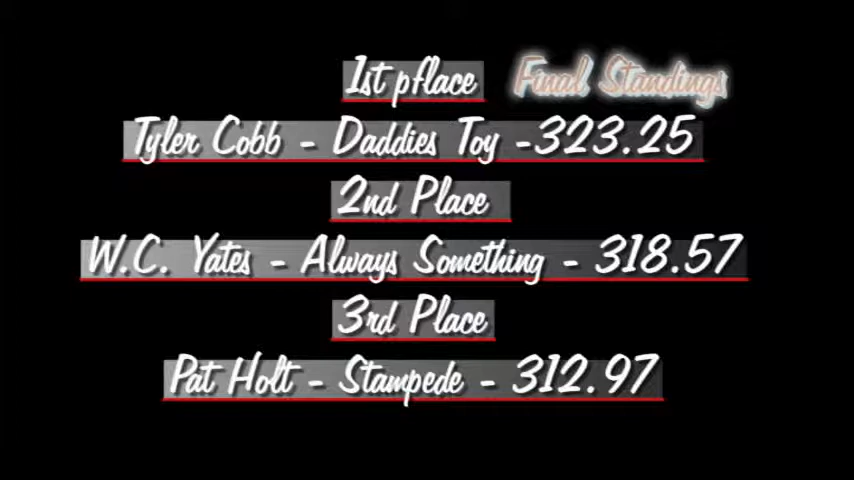 1st pflace
Final Standings
Tyler Cobb - Daddies Toy -323.25
2nd Place
W.C. Yates - Always Something - 318.57
3rd Place
Pat Holt - Stampede - 312.97